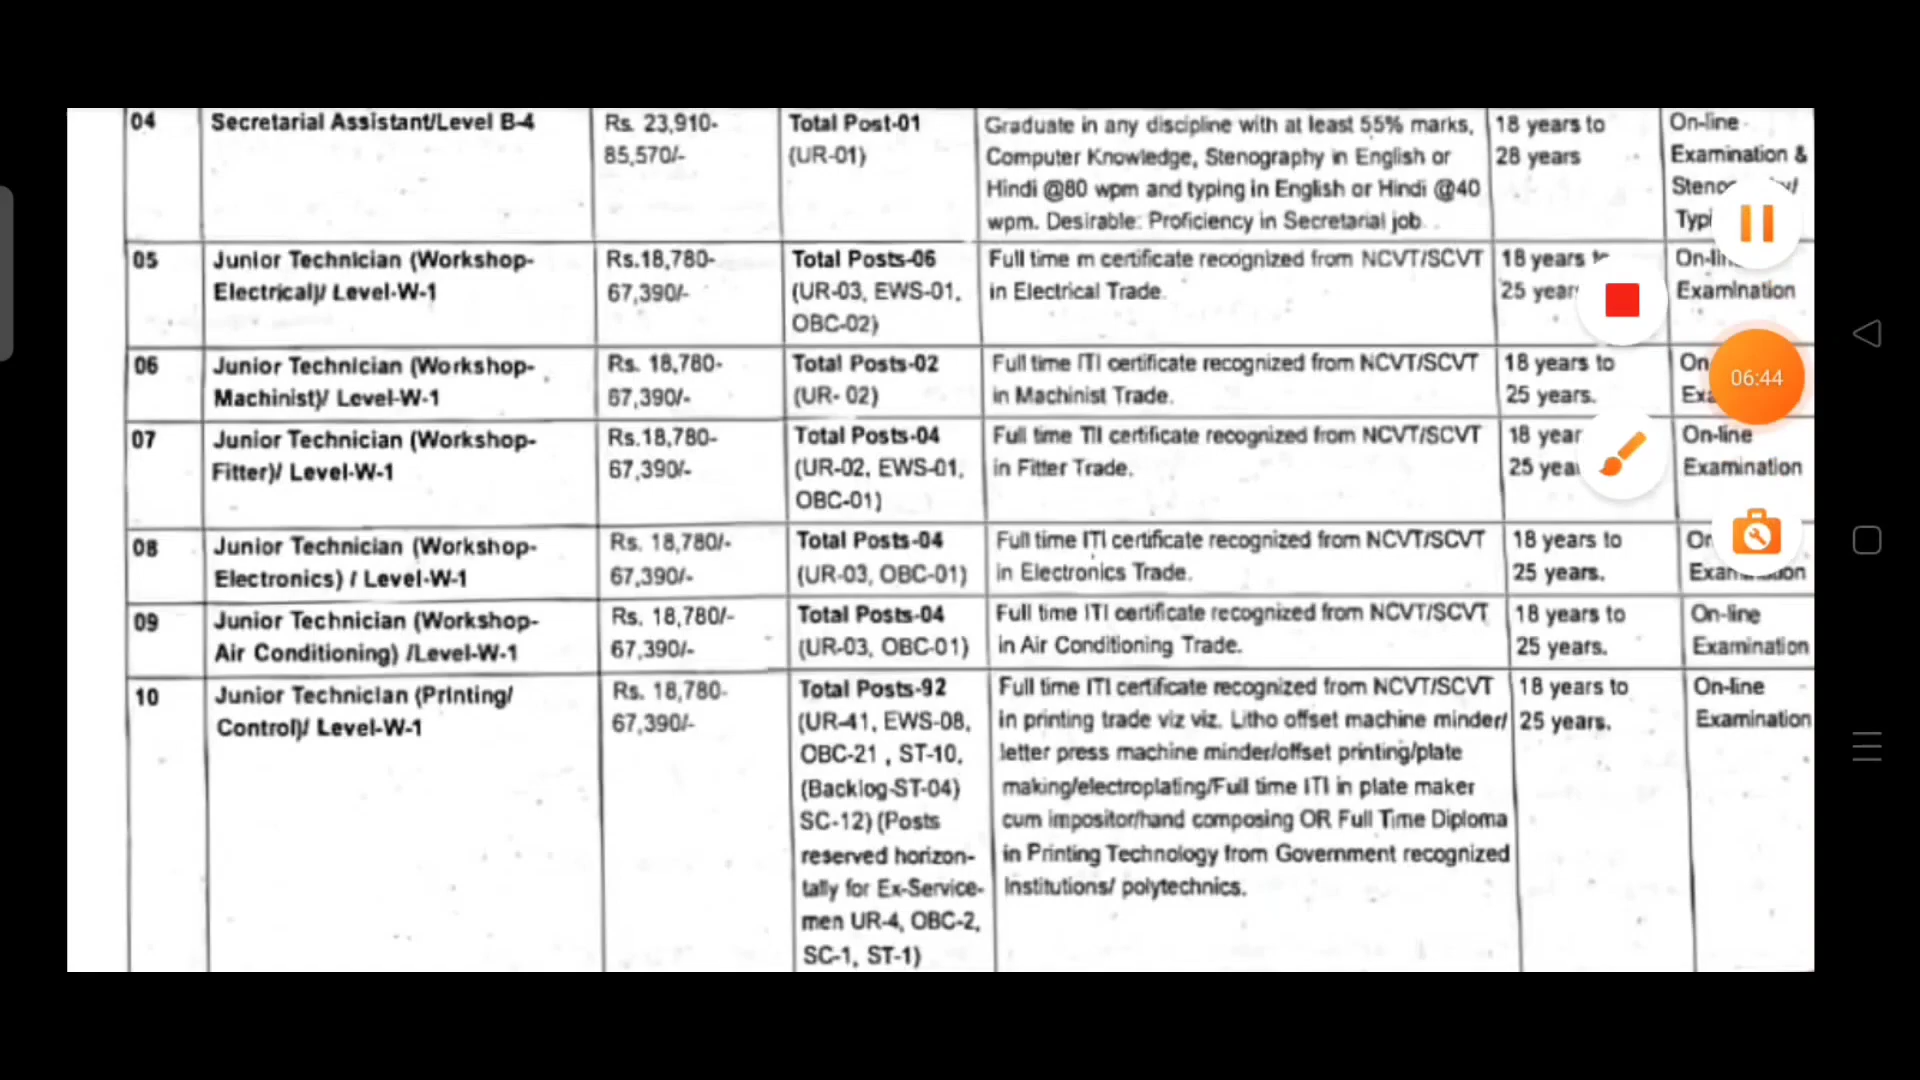 04 Secretarial Assistant/Level B-4 Rs. 23,910- Total Post-01 Graduate in any discipline with at least 55% marks, 18 years to On-line
85,570/- (UR-01) Computer Knowledge, Stenography in English or 28 years Examination &
Hindi @80 wpm and typing in English or Hindi @40
wpm. Desirable: Proficiency in Secretarial job.
05 Junior Technician (Workshop- Rs.18,780- Total Posts-06 Full time m certificate recognized from NCVT/SCVT 18 years
Electrical)/ Level-W-1 67,390/- (UR-03, EWS-01, in Electrical Trade. 25 Examination
OBC-02)
06 Junior Technician (Workshop- Rs. 18,780- Total Posts-02 Full time ITI certificate recognized from NCVT/SCVT 18 years to
Machinist)/ Level-W-1 67,390/- (UR- 02) in Machinist Trade. 25 years.
07 Junior Technician (Workshop- Rs.18,780- Total Posts-04 Full time TII certificate recognized from NCVT/SCVT 18 On-line
Fitter)/ Level-W-1 67,390/- (UR-02, EWS-01, in Fitter Trade. 25 Examination
OBC-01)
08 Junior Technician (Workshop- Rs. 18,780/- Total Posts-04 Full time ITI certificate recognized from NCVT/SCVT 18 years to
Electronics) / Level-W-1 67,390/- (UR-03, OBC-01) in Electronics Trade. 25 years.
09 Junior Technician (Workshop- Rs. 18,780/- Total Posts-04 Full time ITI certificate recognized from NCVT/SCVT 18 years to On-line
Air Conditioning) /Level-W-1 67,390/- (UR-03, OBC-01) in Air Conditioning Trade. 25 years. Examination
10 Junior Technician (Printing/ Rs. 18,780- Total Posts-92 Full time ITI certificate recognized from NCVT/SCVT 18 years to On-line
Control)/ Level-W-1 67,390/- (UR-41, EWS-08, in printing trade viz viz. Litho offset machine minder/ 25 years. Examination
OBC-21 , ST-10, letter press machine minder/offset printing/plate
(Backlog-ST-04) making/electroplating/Full time ITI in plate maker
SC-12) (Posts cum impositor/hand composing OR Full Time Diploma
reserved horizon- in Printing Technology from Government recognized
tally for Ex-Service- Institutions/ polytechnics.
men UR-4, OBC-2,
SC-1, ST-1)
06:44